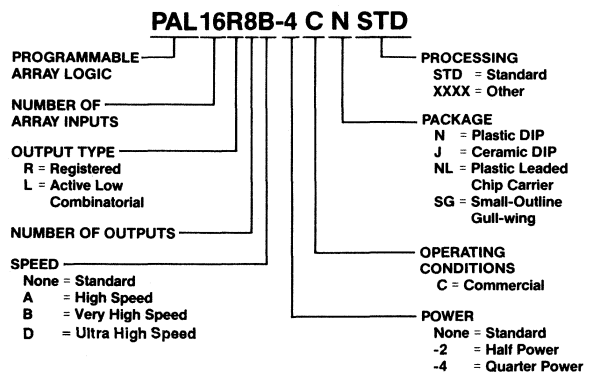 PAL16R8B-4 C N STD
PROGRAMMABLE
ARRAY LOGIC
NUMBER OF
ARRAY INPUTS
OUTPUT TYPE
R = Registered
L = Active Low
Combinatorial
NUMBER OF OUTPUTS
SPEED
None = Standard
A = High Speed
B = Very High Speed
D = Ultra High Speed
PROCESSING
STD = Standard
XXXX = Other
PACKAGE
N = Plastic DIP
J = Ceramic DIP
NL = Plastic Leaded
Chip Carrier
SG = Small-Outline
Gull-wing
OPERATING
CONDITIONS
C = Commercial
POWER
None = Standard
-2 = Half Power
-4 = Quarter Power